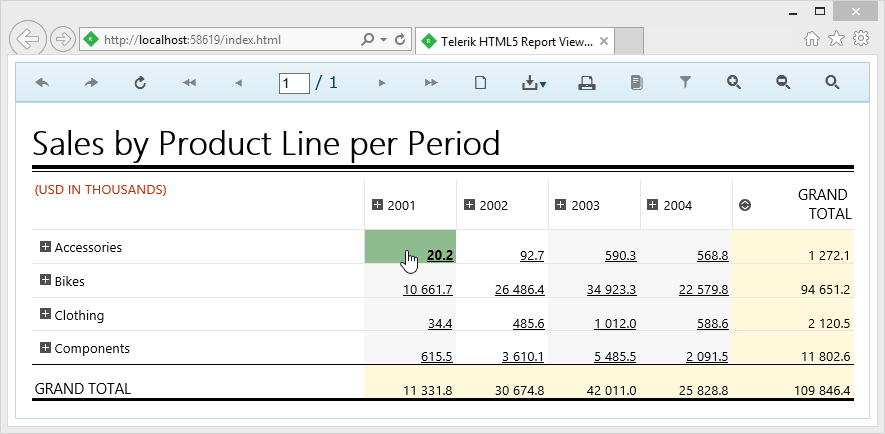 http://localhost:58619/index.html
Telerik HTML5 Report View...
1 / 1
Sales by Product Line per Period
(USD IN THOUSANDS)
2001 2002 2003 2004 GRAND
TOTAL
Accessories 20.2 92.7 590.3 568.8 1 272.1
Bikes 10 661.7 26 486.4 34 923.3 22 579.8 94 651.2
Clothing 34.4 485.6 1 012.0 588.6 2 120.5
Components 615.5 3 610.1 5 485.5 2 091.5 11 802.6
GRAND TOTAL 11 331.8 30 674.8 42 011.0 25 828.8 109 846.4